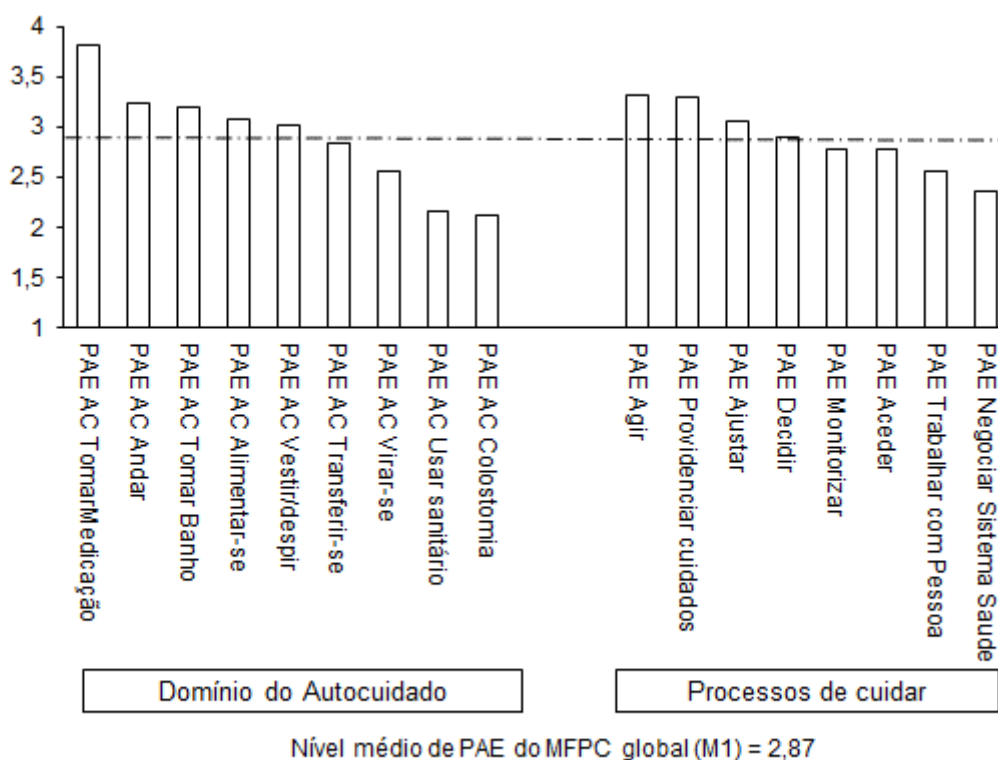 4
3,5
3
2,5
2
1,5
1
PAE AC TomarMedicação
PAE AC Andar
PAE AC Tomar Banho
PAE AC Alimentar-se
PAE AC Vestir/despir
PAE AC Transferir-se
PAE AC Virar-se
PAE AC Usar sanitário
PAE AC Colostomia
PAE Agir
PAE Providenciar cuidados
PAE Ajustar
PAE Decidir
PAE Monitorizar
PAE Aceder
PAE Trabalhar com Pessoa
PAE Negociar Sistema Saude
Domínio do Autocuidado
Processos de cuidar
Nível médio de PAE do MFPC global (M1) = 2,87